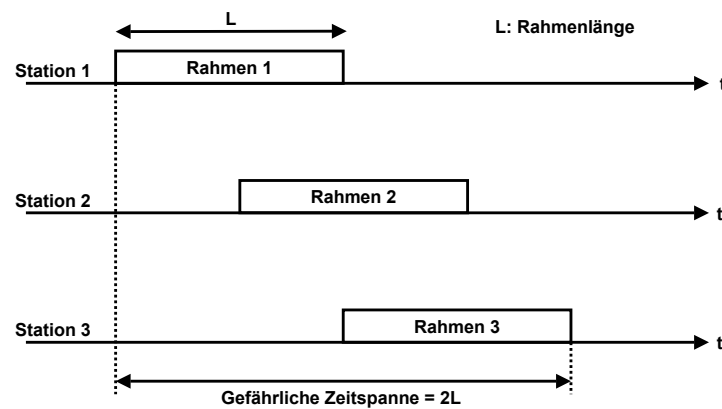 L
L: Rahmenlänge
Station 1
Rahmen 1
t
Station 2
Rahmen 2
t
Station 3
Rahmen 3
t
Gefährliche Zeitspanne = 2L